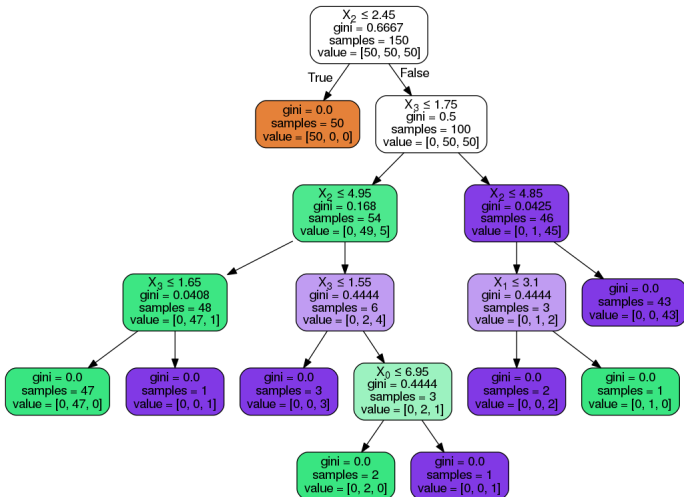 X₂ ≤ 2.45
gini = 0.6667
samples = 150
value = [50, 50, 50]
True
False
gini = 0.0
samples = 50
value = [50, 0, 0]
X₃ ≤ 1.75
gini = 0.5
samples = 100
value = [0, 50, 50]
X₂ ≤ 4.95
gini = 0.168
samples = 54
value = [0, 49, 5]
X₂ ≤ 4.85
gini = 0.0425
samples = 46
value = [0, 1, 45]
X₃ ≤ 1.65
gini = 0.0408
samples = 48
value = [0, 47, 1]
X₃ ≤ 1.55
gini = 0.4444
samples = 6
value = [0, 2, 4]
X₁ ≤ 3.1
gini = 0.4444
samples = 3
value = [0, 1, 2]
gini = 0.0
samples = 43
value = [0, 0, 43]
gini = 0.0
samples = 47
value = [0, 47, 0]
gini = 0.0
samples = 1
value = [0, 0, 1]
gini = 0.0
samples = 3
value = [0, 0, 3]
X₀ ≤ 6.95
gini = 0.4444
samples = 3
value = [0, 2, 1]
gini = 0.0
samples = 2
value = [0, 0, 2]
gini = 0.0
samples = 1
value = [0, 1, 0]
gini = 0.0
samples = 2
value = [0, 2, 0]
gini = 0.0
samples = 1
value = [0, 0, 1]